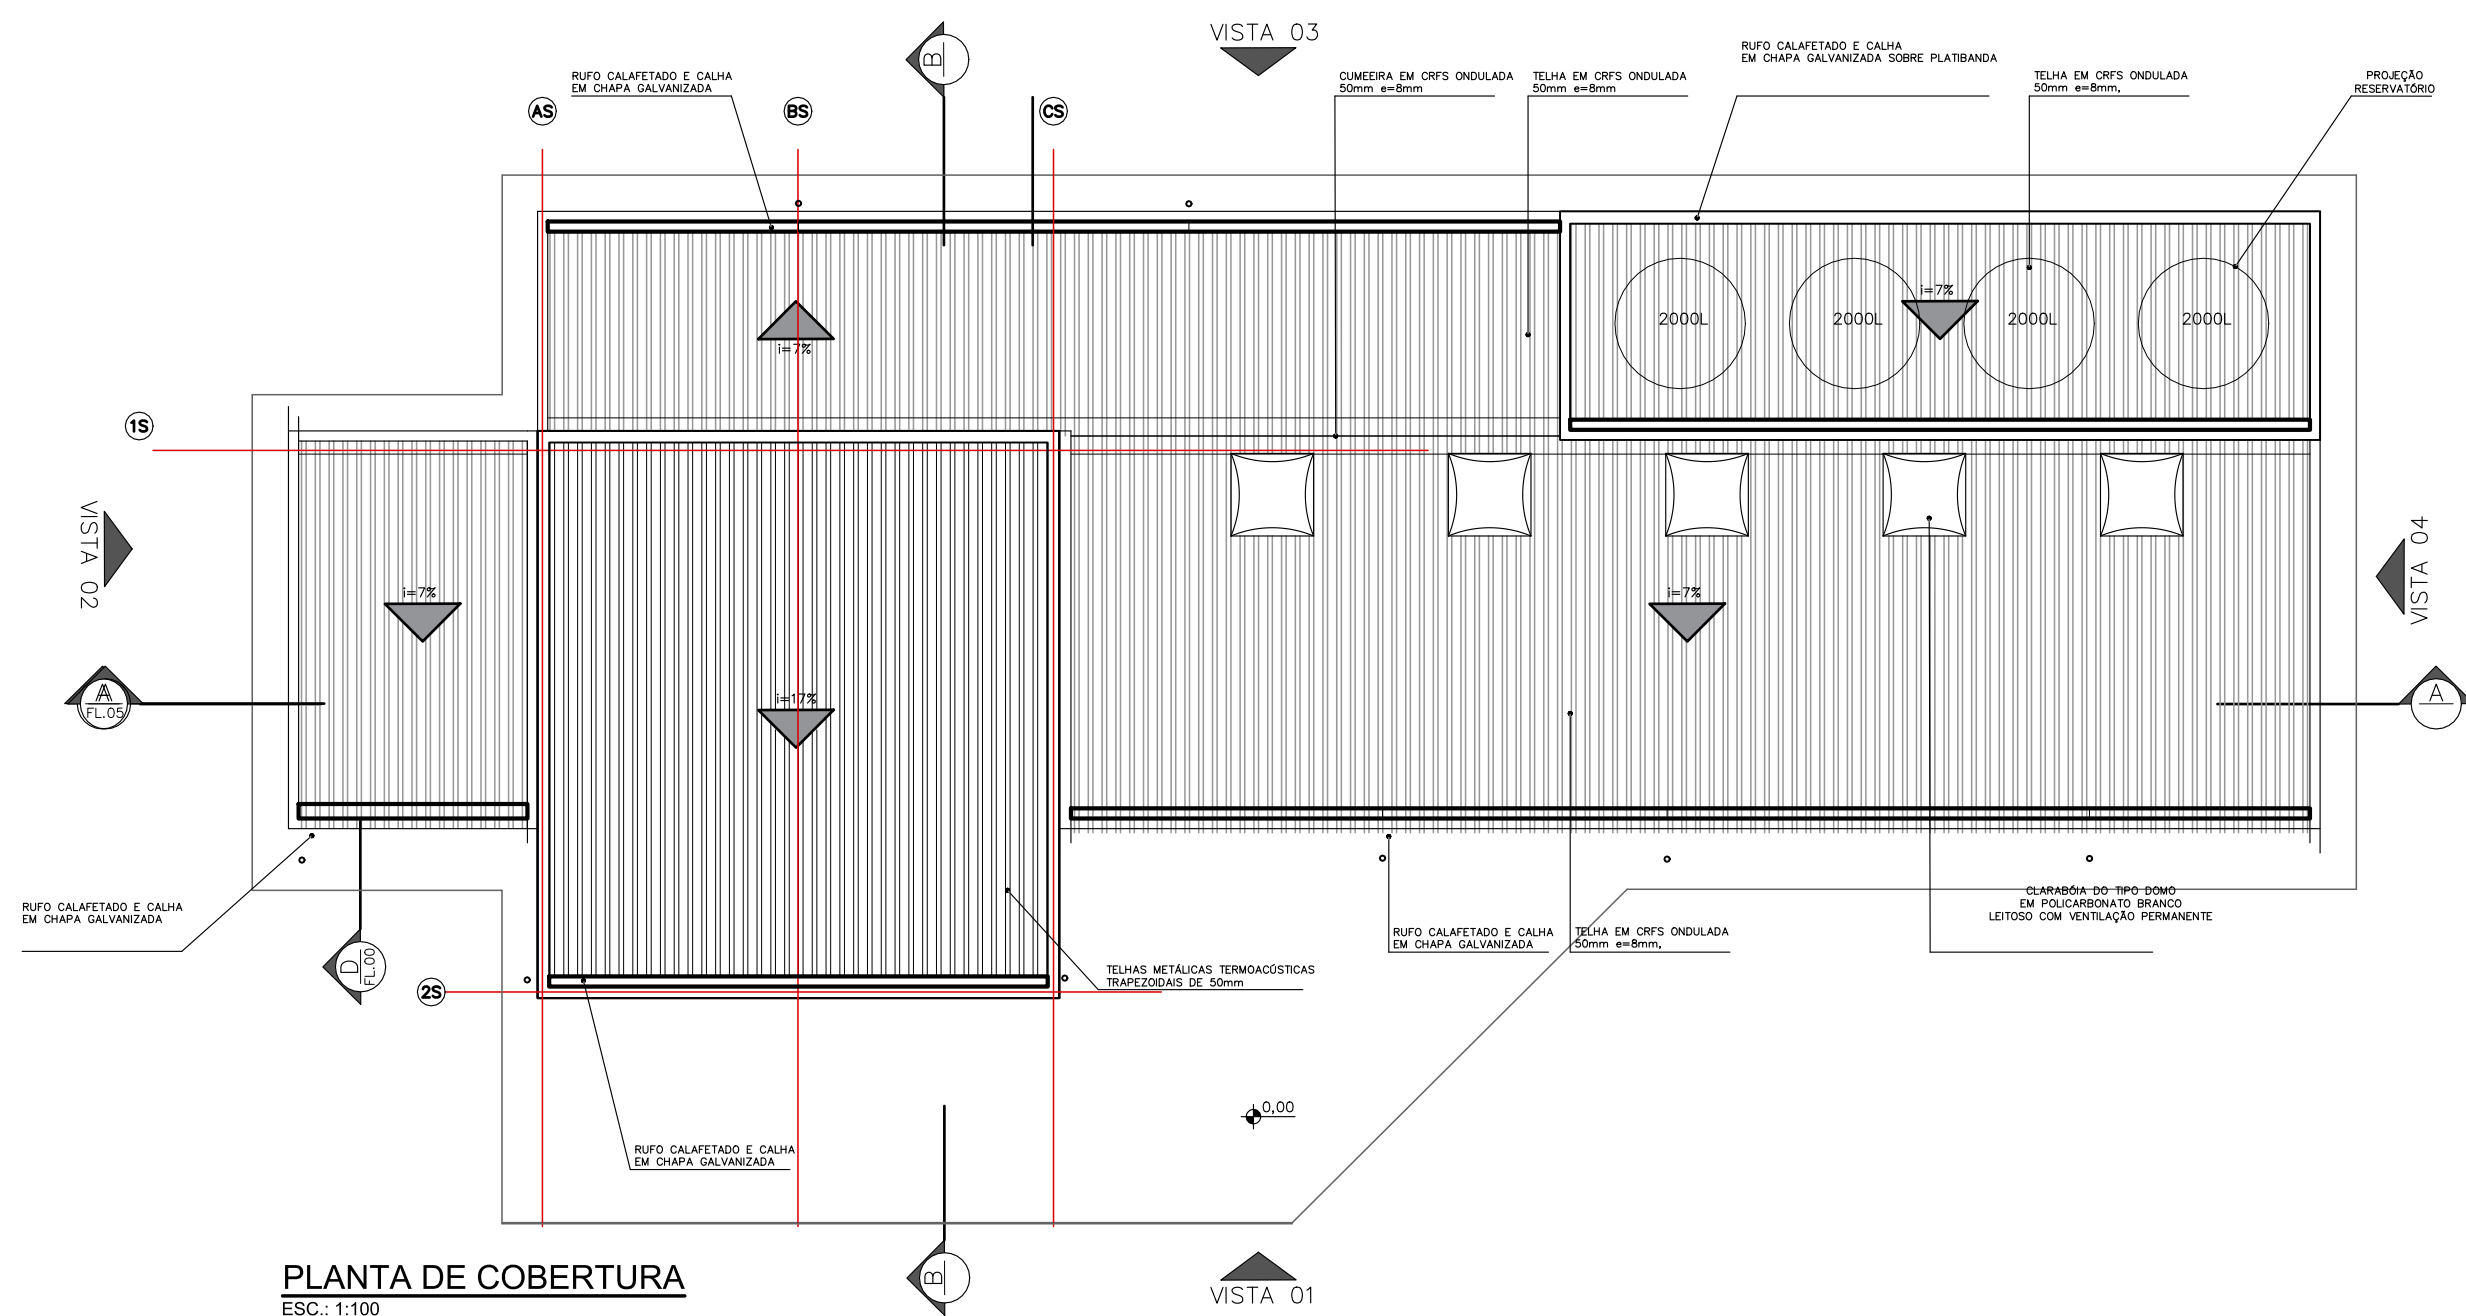 VISTA 03
B
RUFO CALAFETADO E CALHA
EM CHAPA GALVANIZADA SOBRE PLATIBANDA
RUFO CALAFETADO E CALHA
EM CHAPA GALVANIZADA
CUMEEIRA EM CRFS ONDULADA
50mm e=8mm
TELHA EM CRFS ONDULADA
50mm e=8mm
TELHA EM CRFS ONDULADA
50mm e=8mm,
PROJEÇÃO
RESERVATÓRIO
AS
BS
CS
i=7%
2000L
2000L
2000L
2000L
i=7%
1S
VISTA 02
VISTA 04
i=7%
i=7%
i=17%
A
FL.05
A
RUFO CALAFETADO E CALHA
EM CHAPA GALVANIZADA
CLARABÓIA DO TIPO DOMO
EM POLICARBONATO BRANCO
LEITOSO COM VENTILAÇÃO PERMANENTE
RUFO CALAFETADO E CALHA
EM CHAPA GALVANIZADA
TELHA EM CRFS ONDULADA
50mm e=8mm,
D
FL.00
TELHAS METÁLICAS TERMOACÚSTICAS
TRAPEZOIDAIS DE 50mm
2S
0,00
RUFO CALAFETADO E CALHA
EM CHAPA GALVANIZADA
B
PLANTA DE COBERTURA
ESC.: 1:100
VISTA 01